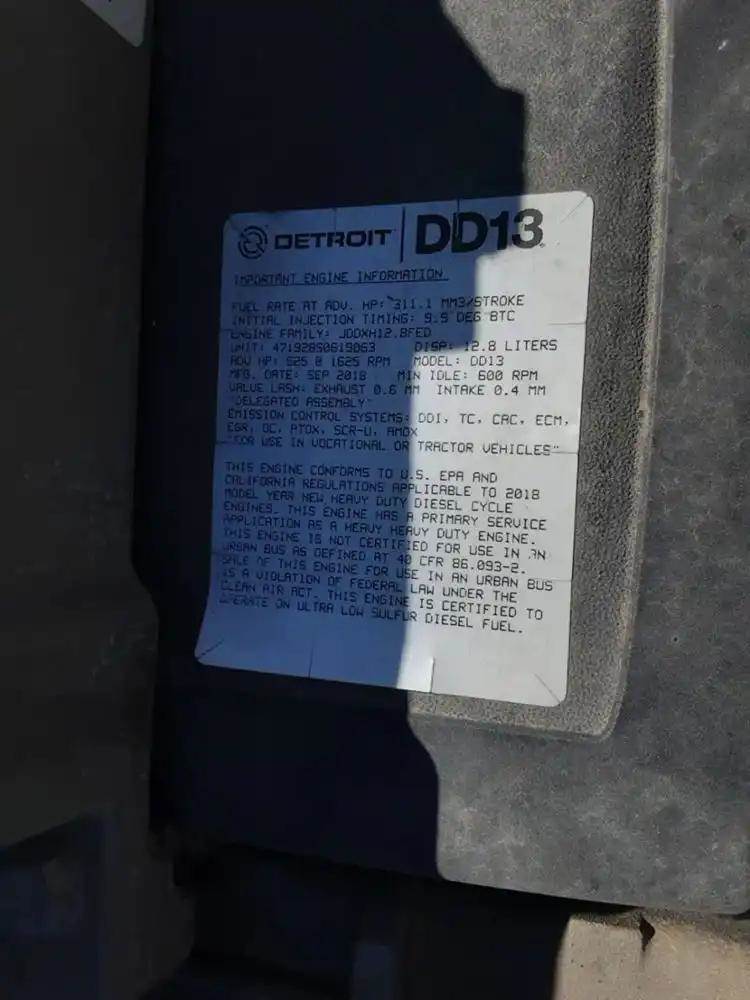 DETROIT DD13
IMPORTANT ENGINE INFORMATION
FUEL RATE AT ADV. HP: 311.1 MM3/STROKE
INITIAL INJECTION TIMING: 9.5 DEG BTC
ENGINE FAMILY: JDDXH12.8FED
UNIT: 471928S0619063 DISP: 12.8 LITERS
ADV HP: 525 @ 1625 RPM MODEL: DD13
MFG. DATE: SEP 2018 MIN IDLE: 600 RPM
VALVE LASH: EXHAUST 0.6 MM INTAKE 0.4 MM
"DELEGATED ASSEMBLY"
EMISSION CONTROL SYSTEMS: DDI, TC, CAC, ECM,
EGR, OC, PTOX, SCR-U, AMOX
"FOR USE IN VOCATIONAL OR TRACTOR VEHICLES"
THIS ENGINE CONFORMS TO U.S. EPA AND
CALIFORNIA REGULATIONS APPLICABLE TO 2018
MODEL YEAR NEW HEAVY DUTY DIESEL CYCLE
ENGINES. THIS ENGINE HAS A PRIMARY SERVICE
APPLICATION AS A HEAVY HEAVY DUTY ENGINE.
THIS ENGINE IS NOT CERTIFIED FOR USE IN AN
URBAN BUS AS DEFINED AT 40 CFR 86.093-2.
SALE OF THIS ENGINE FOR USE IN AN URBAN BUS
IS A VIOLATION OF FEDERAL LAW UNDER THE
CLEAN AIR ACT. THIS ENGINE IS CERTIFIED TO
OPERATE ON ULTRA LOW SULFUR DIESEL FUEL.